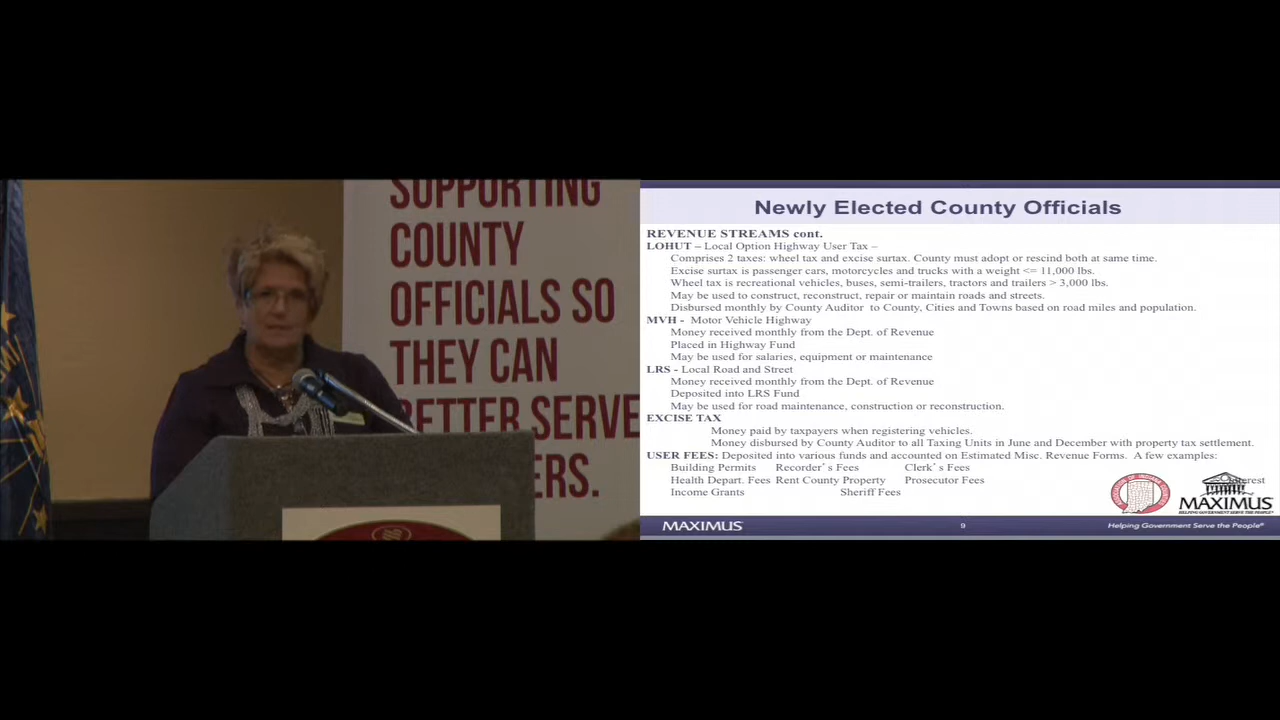 SUPPORTING
COUNTY
OFFICIALS SO
THEY CAN
BETTER SERVE
ERS.
Newly Elected County Officials
REVENUE STREAMS cont.
LOHUT – Local Option Highway User Tax –
Comprises 2 taxes: wheel tax and excise surtax. County must adopt or rescind both at same time.
Excise surtax is passenger cars, motorcycles and trucks with a weight <= 11,000 lbs.
Wheel tax is recreational vehicles, buses, semi-trailers, tractors and trailers > 3,000 lbs.
May be used to construct, reconstruct, repair or maintain roads and streets.
Disbursed monthly by County Auditor to County, Cities and Towns based on road miles and population.
MVH - Motor Vehicle Highway
Money received monthly from the Dept. of Revenue
Placed in Highway Fund
May be used for salaries, equipment or maintenance
LRS - Local Road and Street
Money received monthly from the Dept. of Revenue
Deposited into LRS Fund
May be used for road maintenance, construction or reconstruction.
EXCISE TAX
Money paid by taxpayers when registering vehicles.
Money disbursed by County Auditor to all Taxing Units in June and December with property tax settlement.
USER FEES: Deposited into various funds and accounted on Estimated Misc. Revenue Forms. A few examples:
Building Permits Recorder's Fees Clerk's Fees
Health Depart. Fees Rent County Property Prosecutor Fees Interest
Income Grants Sheriff Fees
MAXIMUS
HELPING GOVERNMENT SERVE THE PEOPLE
MAXIMUS 9 Helping Government Serve the People®